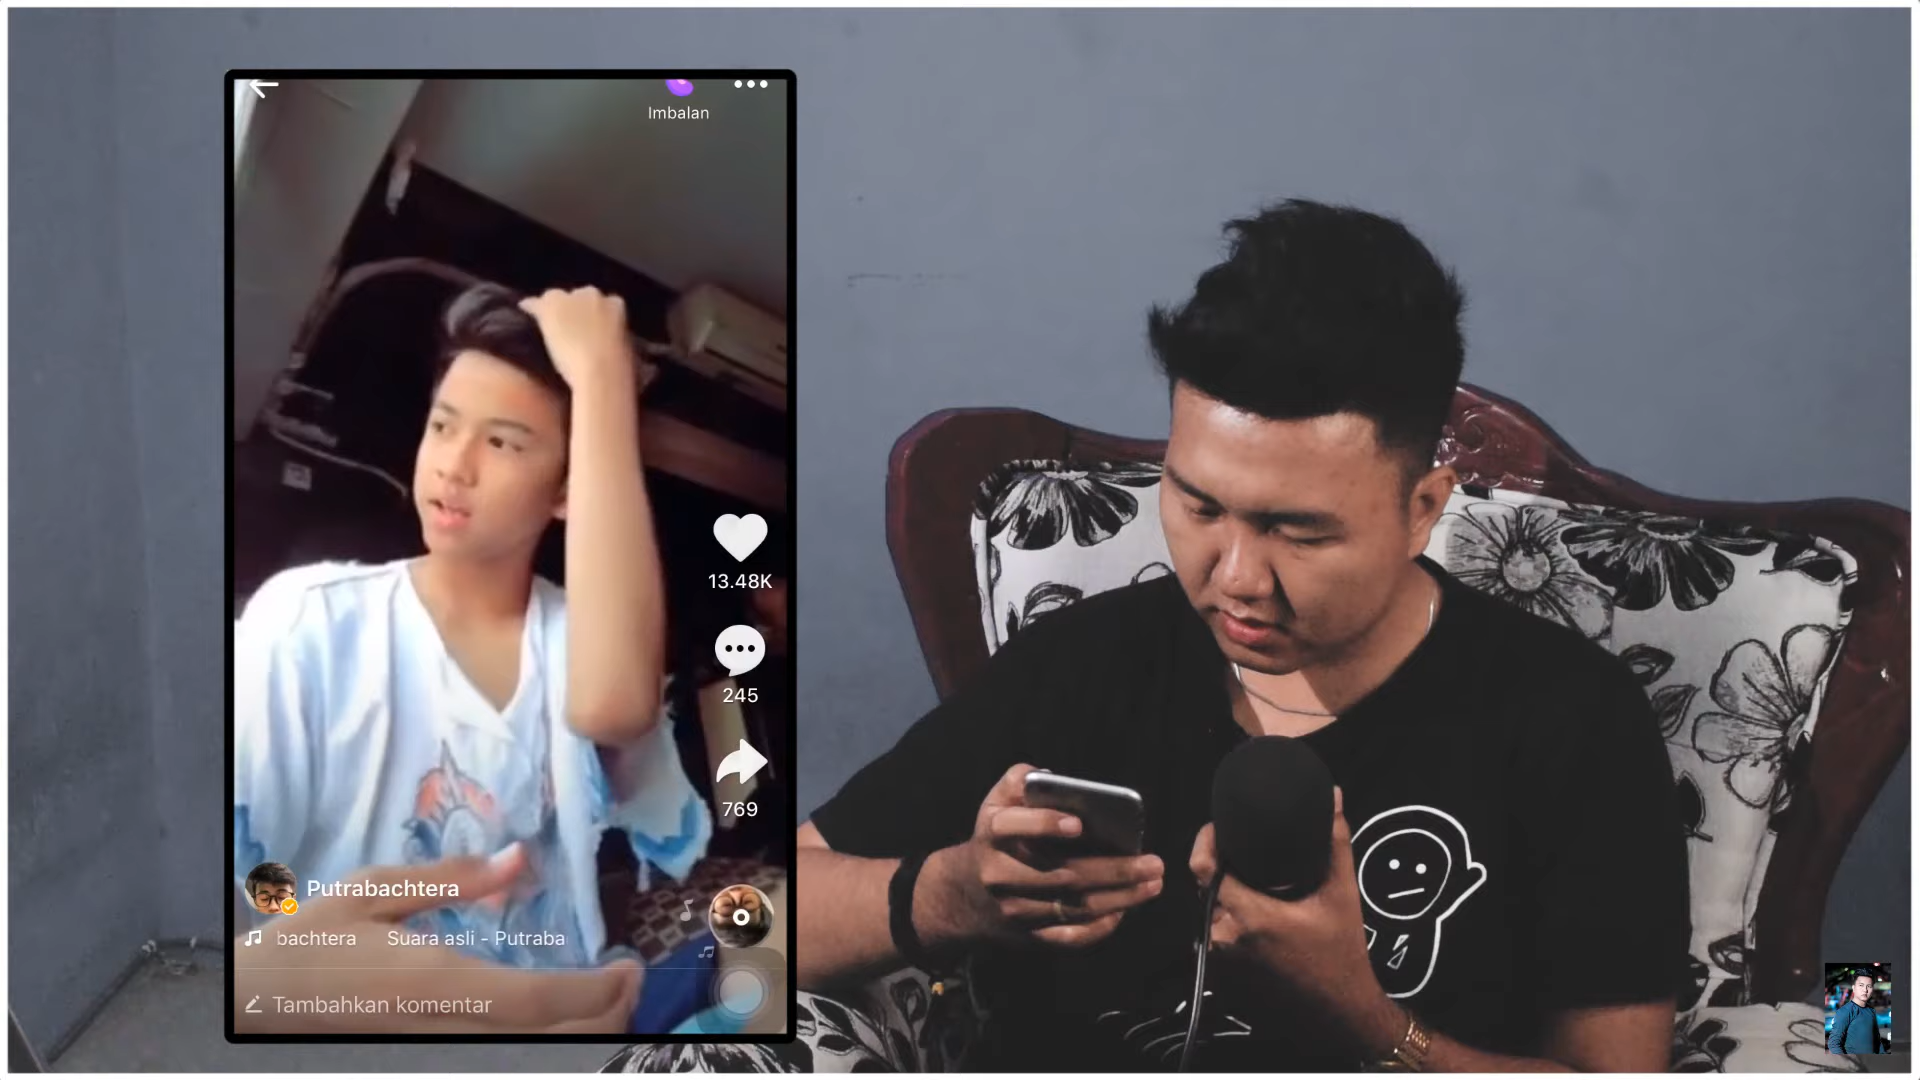 Imbalan
13.48K
245
769
Putrabachtera
bachtera Suara asli - Putraba
Tambahkan komentar